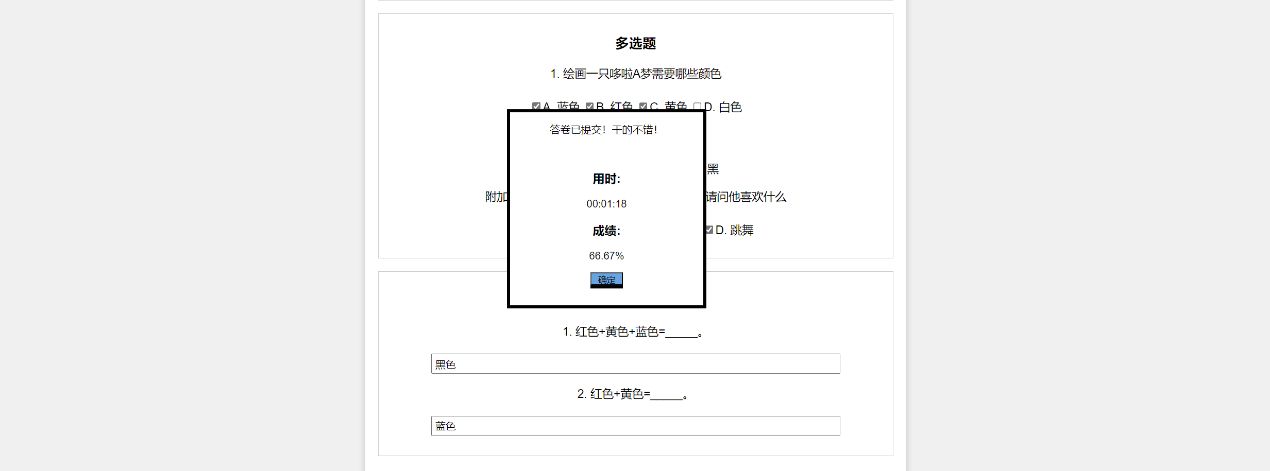 多选题
1. 绘画一只哆啦A梦需要哪些颜色
A. 蓝色 B. 红色 C. 黄色 D. 白色
答卷已提交！干的不错！
黑
用时：
附加
请问他喜欢什么
00:01:18
成绩：
D. 跳舞
66.67%
确定
1. 红色+黄色+蓝色=_____。
黑色
2. 红色+黄色=_____。
蓝色